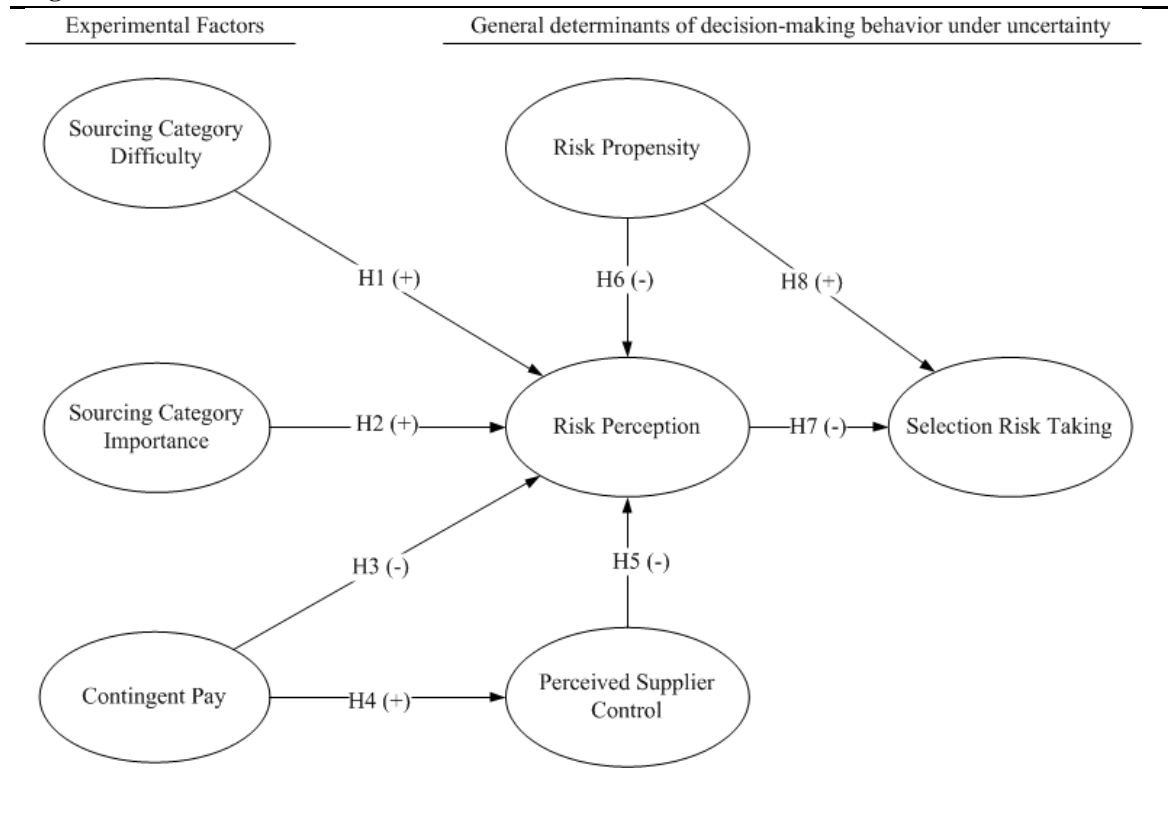 Experimental Factors
General determinants of decision-making behavior under uncertainty
Sourcing Category
Difficulty
Risk Propensity
H1 (+)
H6 (-)
H8 (+)
Sourcing Category
Importance
H2 (+)
Risk Perception
H7 (-)
Selection Risk Taking
H3 (-)
H5 (-)
Contingent Pay
H4 (+)
Perceived Supplier
Control